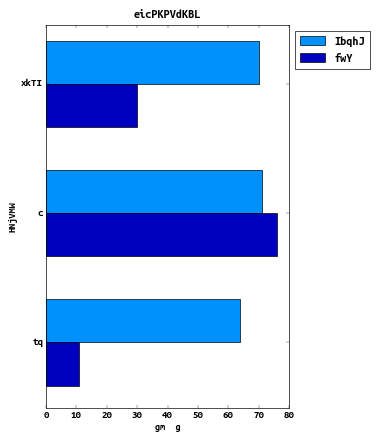 eicPKPVdKBL
IbqhJ
fwY
xkTI
c
tq
HNjVMW
0 10 20 30 40 50 60 70 80
gm g